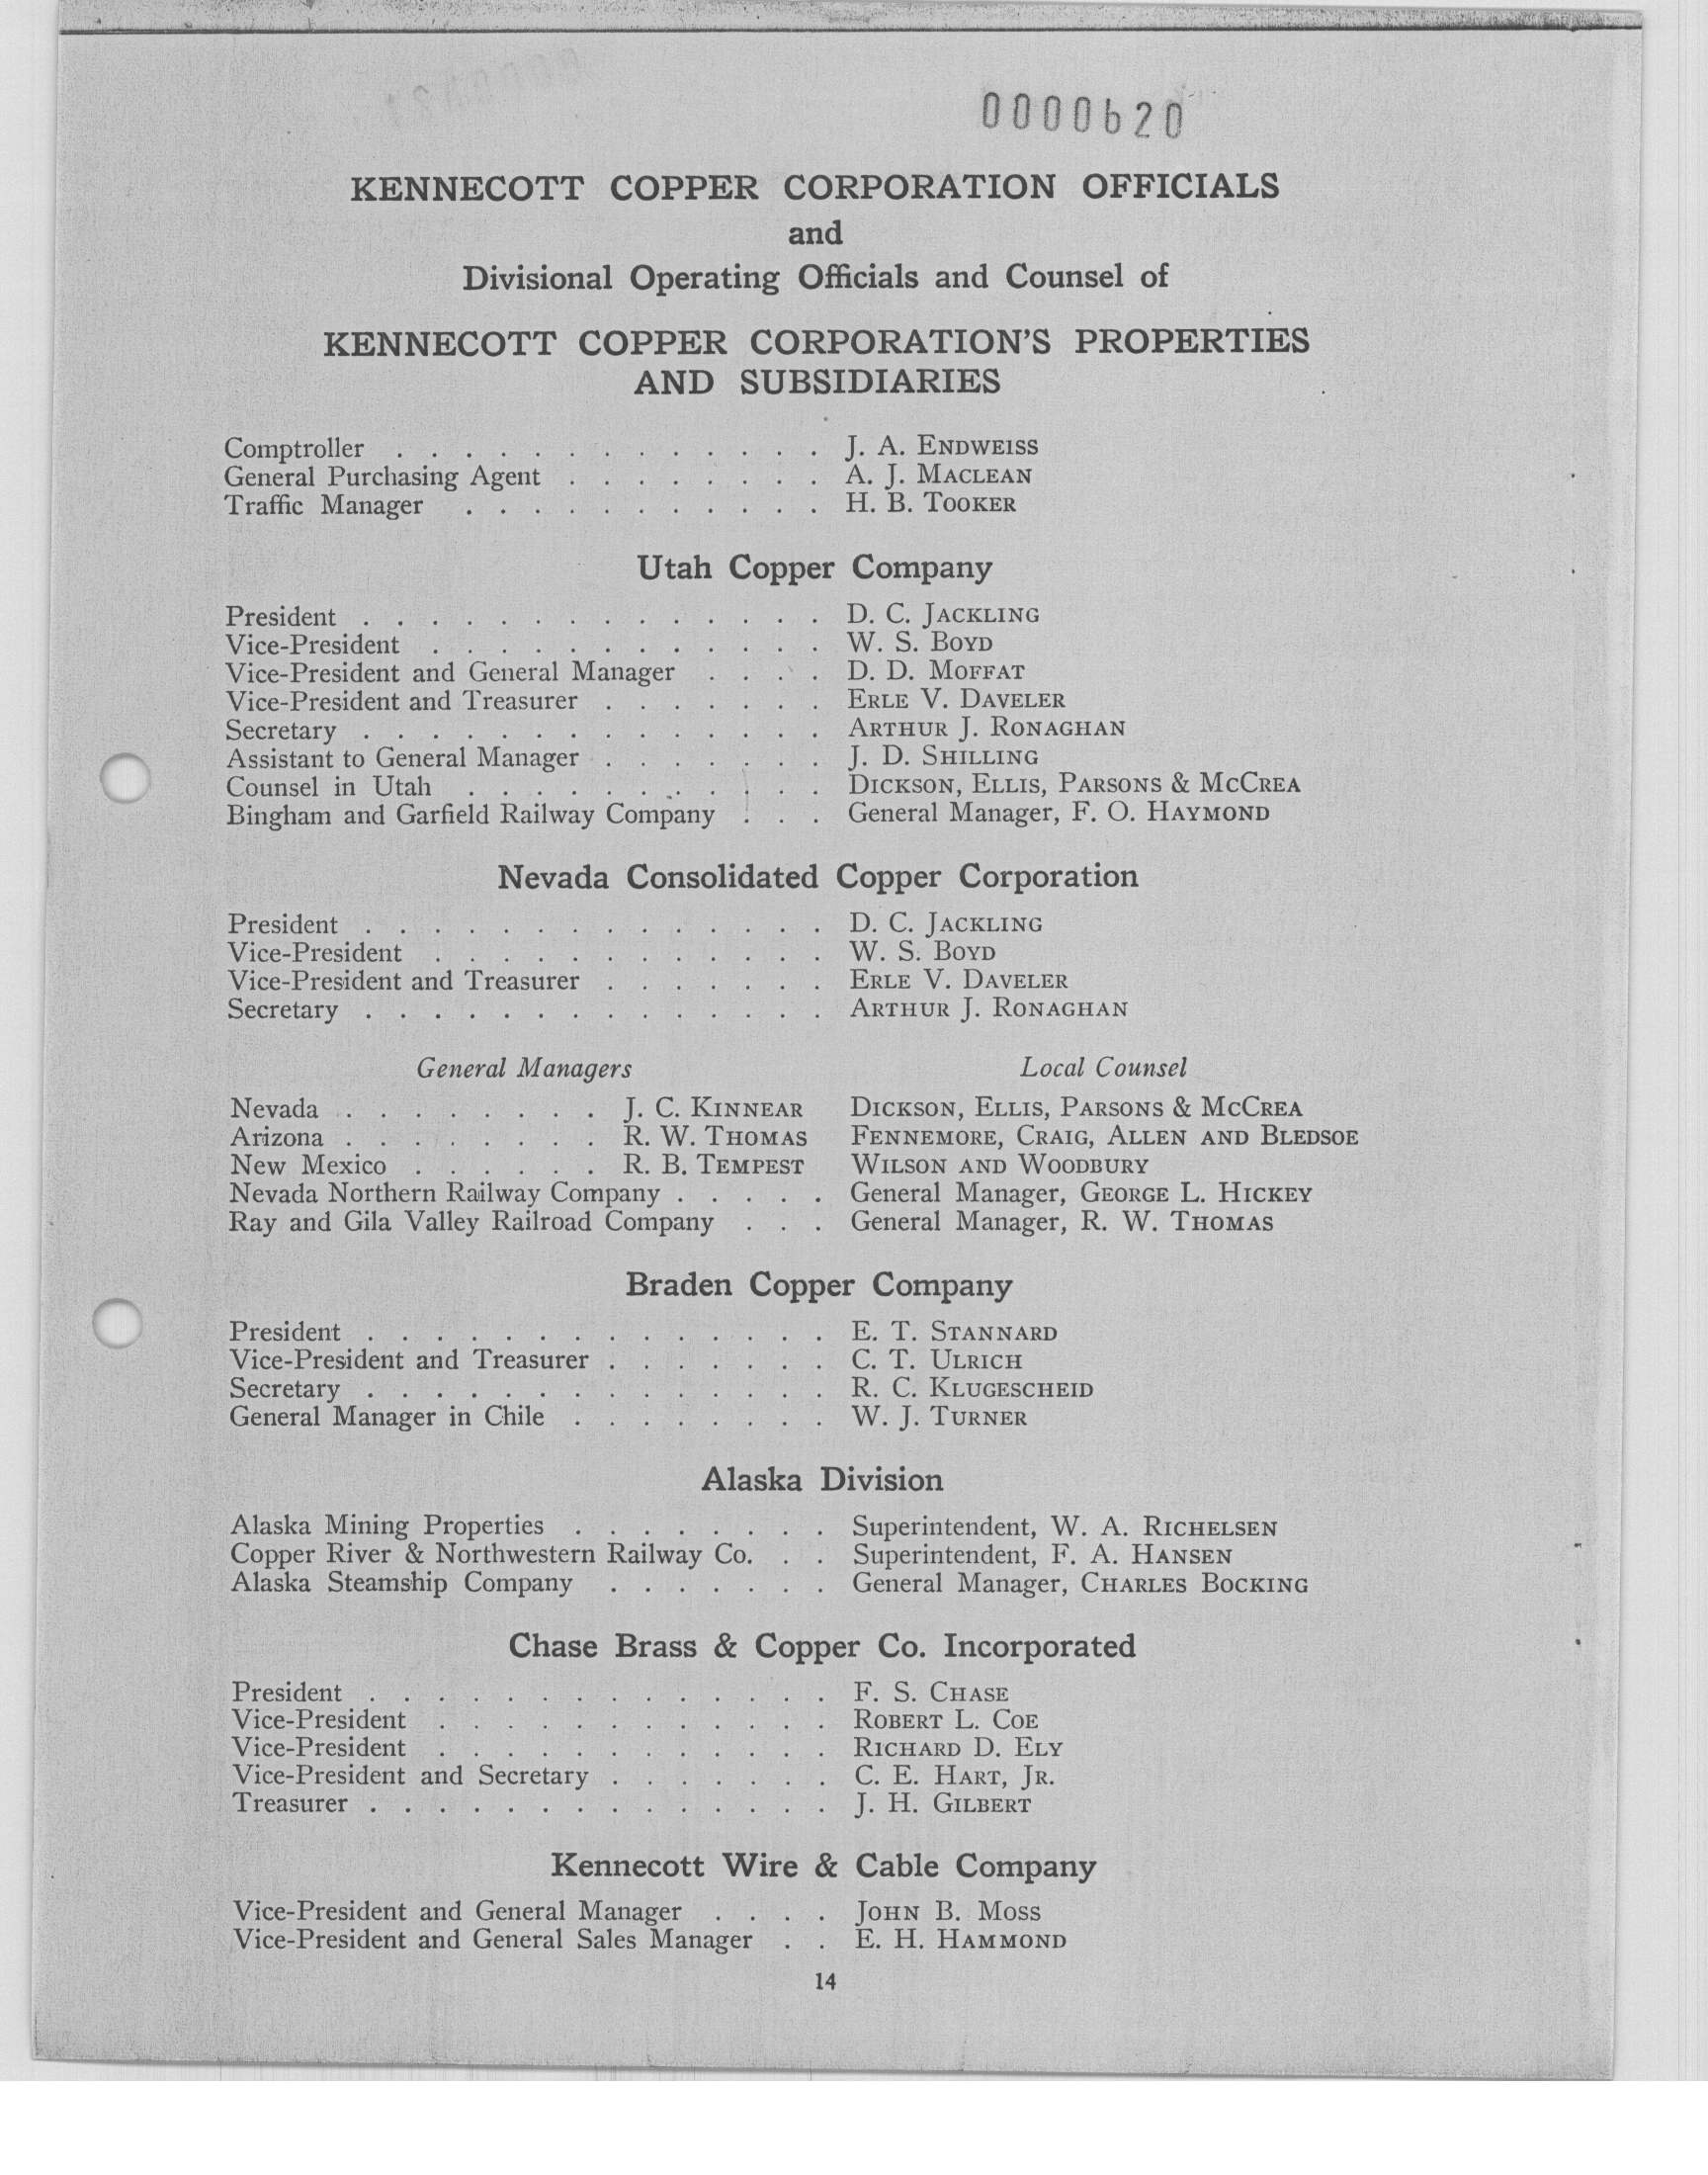 0000620
KENNECOTT COPPER CORPORATION OFFICIALS
and
Divisional Operating Officials and Counsel of
KENNECOTT COPPER CORPORATION'S PROPERTIES
AND SUBSIDIARIES
Comptroller . . . . . . . . . . . . . J. A. ENDWEISS
General Purchasing Agent . . . . . . . . A. J. MACLEAN
Traffic Manager . . . . . . . . . . . H. B. TOOKER
Utah Copper Company
President . . . . . . . . . . . . . . D. C. JACKLING
Vice-President . . . . . . . . . . . . W. S. BOYD
Vice-President and General Manager . . . . D. D. MOFFAT
Vice-President and Treasurer . . . . . . . ERLE V. DAVELER
Secretary . . . . . . . . . . . . . . ARTHUR J. RONAGHAN
Assistant to General Manager . . . . . . . J. D. SHILLING
Counsel in Utah . . . . . . . . . . . DICKSON, ELLIS, PARSONS & MCCREA
Bingham and Garfield Railway Company . . . General Manager, F. O. HAYMOND
Nevada Consolidated Copper Corporation
President . . . . . . . . . . . . . . D. C. JACKLING
Vice-President . . . . . . . . . . . . W. S. BOYD
Vice-President and Treasurer . . . . . . . ERLE V. DAVELER
Secretary . . . . . . . . . . . . . . ARTHUR J. RONAGHAN
General Managers Local Counsel
Nevada . . . . . . . . J. C. KINNEAR DICKSON, ELLIS, PARSONS & MCCREA
Arizona . . . . . . . . R. W. THOMAS FENNEMORE, CRAIG, ALLEN AND BLEDSOE
New Mexico . . . . . . R. B. TEMPEST WILSON AND WOODBURY
Nevada Northern Railway Company . . . . . General Manager, GEORGE L. HICKEY
Ray and Gila Valley Railroad Company . . . General Manager, R. W. THOMAS
Braden Copper Company
President . . . . . . . . . . . . . . E. T. STANNARD
Vice-President and Treasurer . . . . . . . C. T. ULRICH
Secretary . . . . . . . . . . . . . . R. C. KLUGESCHEID
General Manager in Chile . . . . . . . . W. J. TURNER
Alaska Division
Alaska Mining Properties . . . . . . . . Superintendent, W. A. RICHELSEN
Copper River & Northwestern Railway Co. . . Superintendent, F. A. HANSEN
Alaska Steamship Company . . . . . . . General Manager, CHARLES BOCKING
Chase Brass & Copper Co. Incorporated
President . . . . . . . . . . . . . . F. S. CHASE
Vice-President . . . . . . . . . . . . ROBERT L. COE
Vice-President . . . . . . . . . . . . RICHARD D. ELY
Vice-President and Secretary . . . . . . . C. E. HART, JR.
Treasurer . . . . . . . . . . . . . . J. H. GILBERT
Kennecott Wire & Cable Company
Vice-President and General Manager . . . . JOHN B. MOSS
Vice-President and General Sales Manager . . E. H. HAMMOND
14